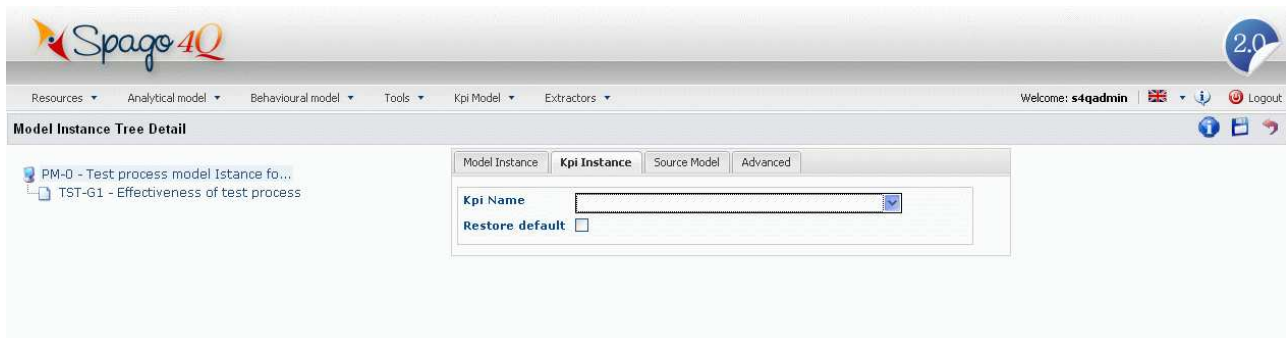 Spago 4Q
2.0
Resources Analytical model Behavioural model Tools Kpi Model Extractors Welcome: s4qadmin Logout
Model Instance Tree Detail
PM-0 - Test process model Istance fo...
TST-G1 - Effectiveness of test process
Model Instance Kpi Instance Source Model Advanced
Kpi Name
Restore default